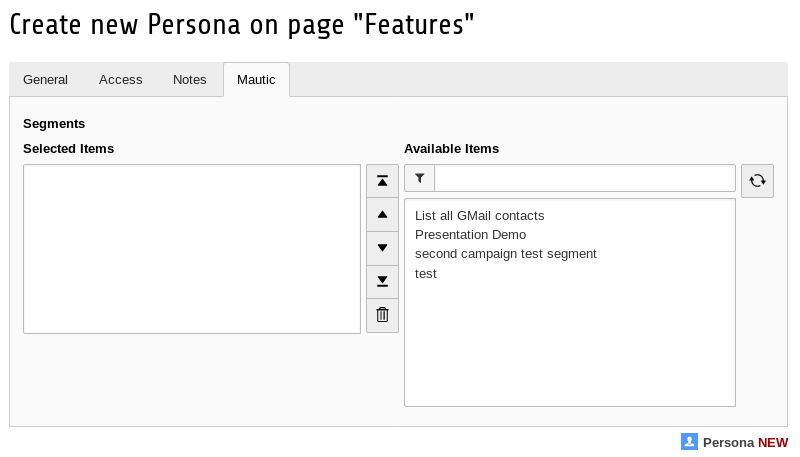 Create new Persona on page "Features"
General Access Notes Mautic
Segments
Selected Items Available Items
List all GMail contacts
Presentation Demo
second campaign test segment
test
Persona NEW